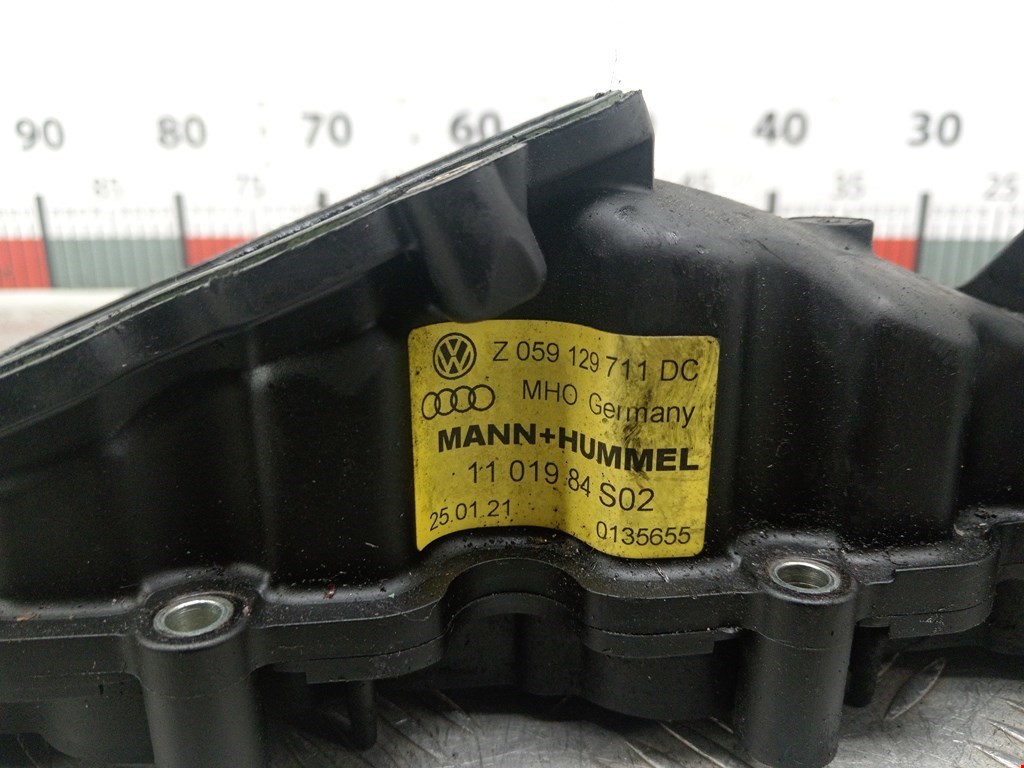 90 80 70 60 40 30
85 75 45 35 25
Z 059 129 711 DC
MHO Germany
MANN+HUMMEL
11 019 84 S02
25.01.21 0135655